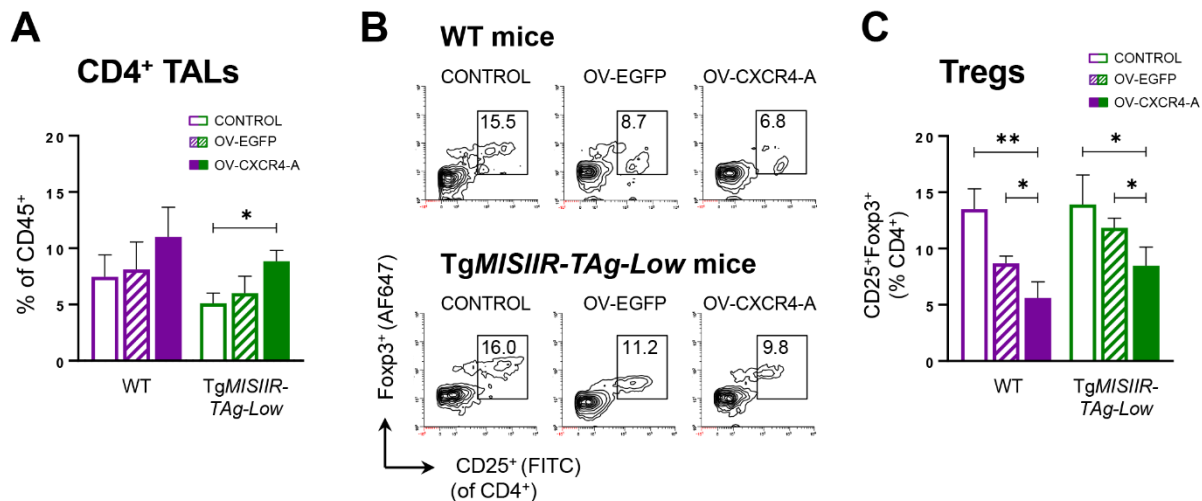 A
CD4⁺ TALs
CONTROL
OV-EGFP
OV-CXCR4-A
% of CD45⁺
20
15
10
5
0
*
WT
TgMISIIR-
TAg-Low
B
WT mice
CONTROL OV-EGFP OV-CXCR4-A
15.5 8.7 6.8
TgMISIIR-TAg-Low mice
CONTROL OV-EGFP OV-CXCR4-A
16.0 11.2 9.8
Foxp3⁺ (AF647)
CD25⁺ (FITC)
(of CD4⁺)
C
Tregs
CONTROL
OV-EGFP
OV-CXCR4-A
CD25⁺Foxp3⁺
(% CD4⁺)
20
15
10
5
0
** *
* *
WT
TgMISIIR-
TAg-Low